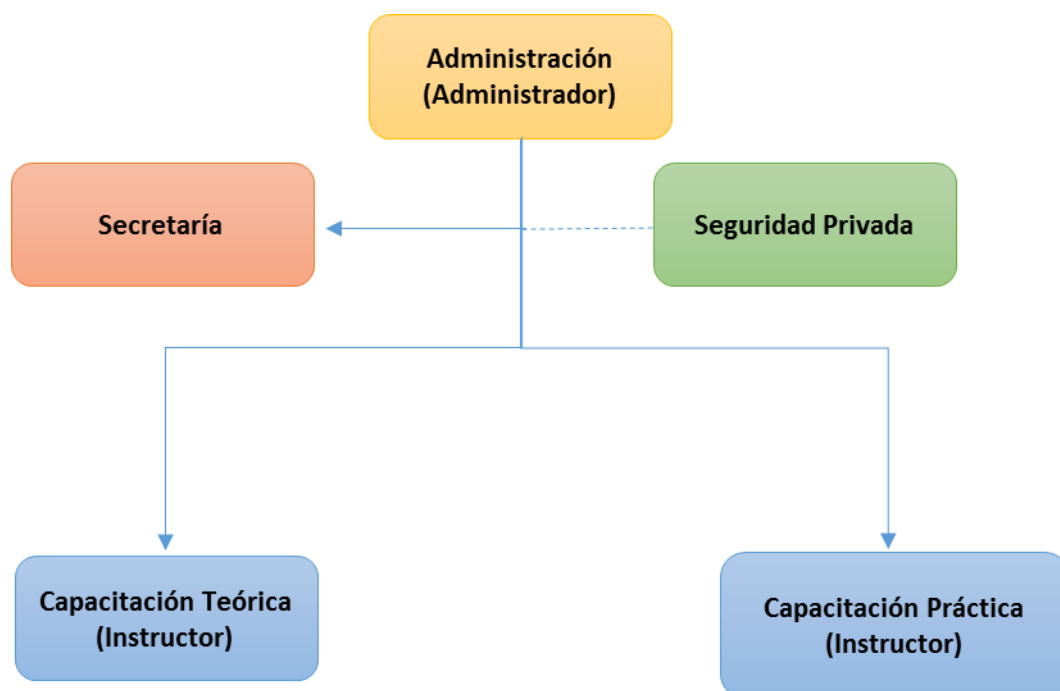 Administración
(Administrador)
Secretaría
Seguridad Privada
Capacitación Teórica
(Instructor)
Capacitación Práctica
(Instructor)